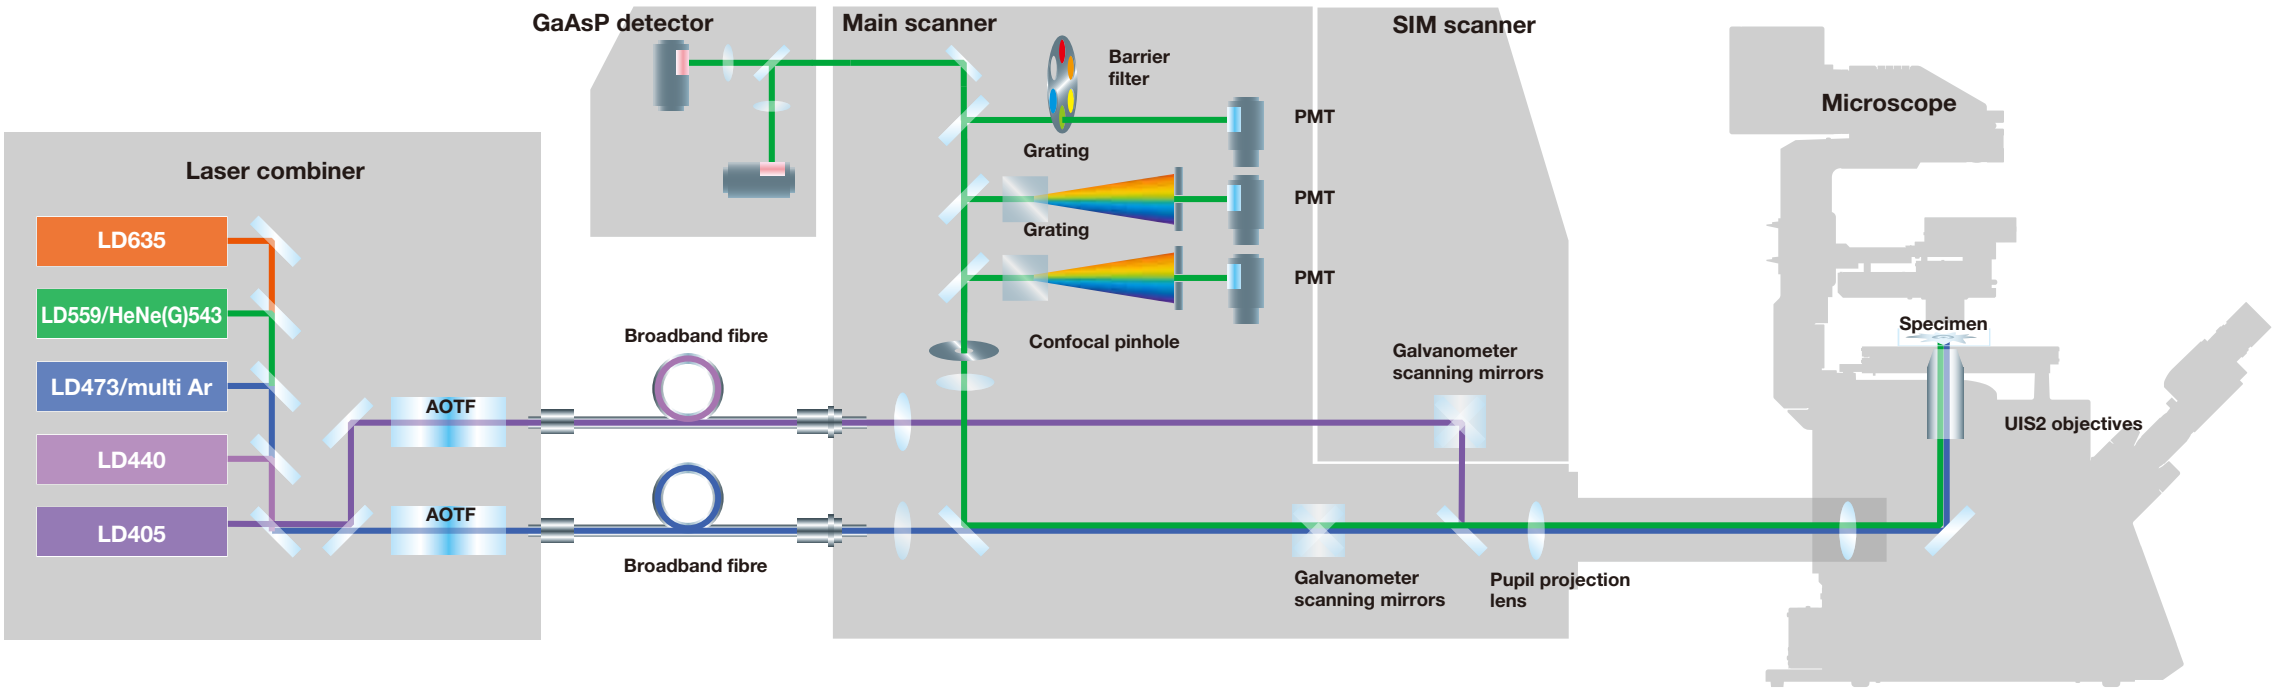 GaAsP detector
Main scanner
SIM scanner
Barrier
filter
Microscope
PMT
Grating
Laser combiner
PMT
Grating
LD635
PMT
LD559/HeNe(G)543
Specimen
Broadband fibre
Confocal pinhole
Galvanometer
scanning mirrors
LD473/multi Ar
AOTF
UIS2 objectives
LD440
AOTF
LD405
Broadband fibre
Galvanometer
scanning mirrors
Pupil projection
lens